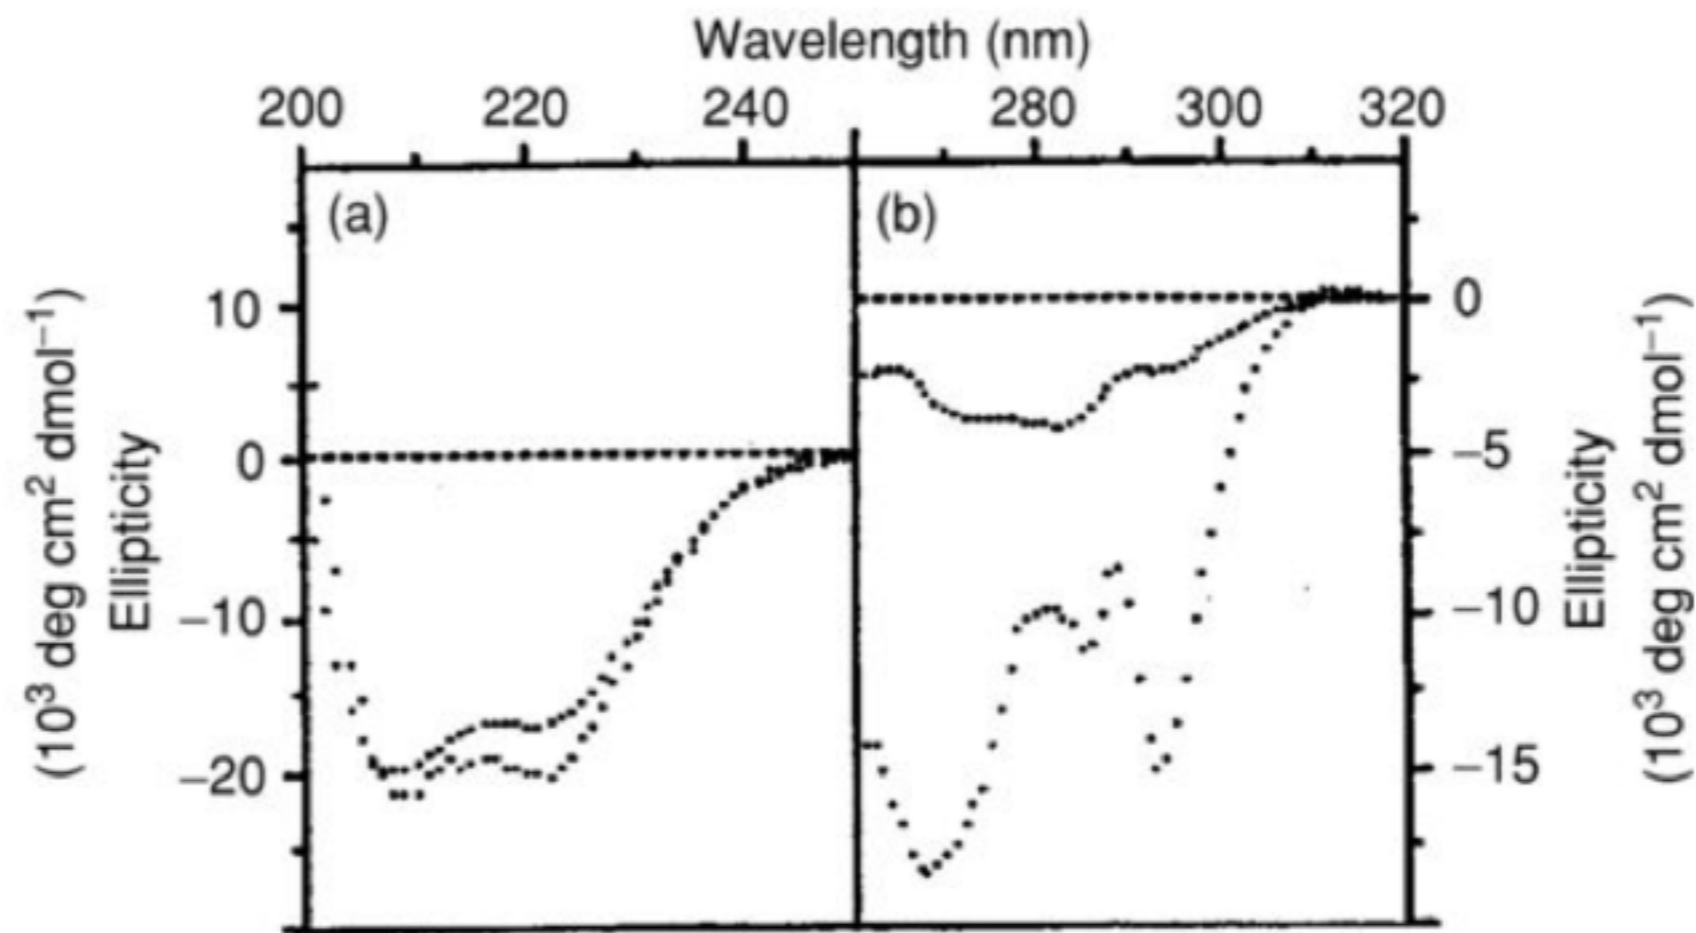 Wavelength (nm)
200 220 240 280 300 320
(a) (b)
10
0
−10
−20
Ellipticity
(10³ deg cm² dmol⁻¹)
0
−5
−10
−15
Ellipticity
(10³ deg cm² dmol⁻¹)